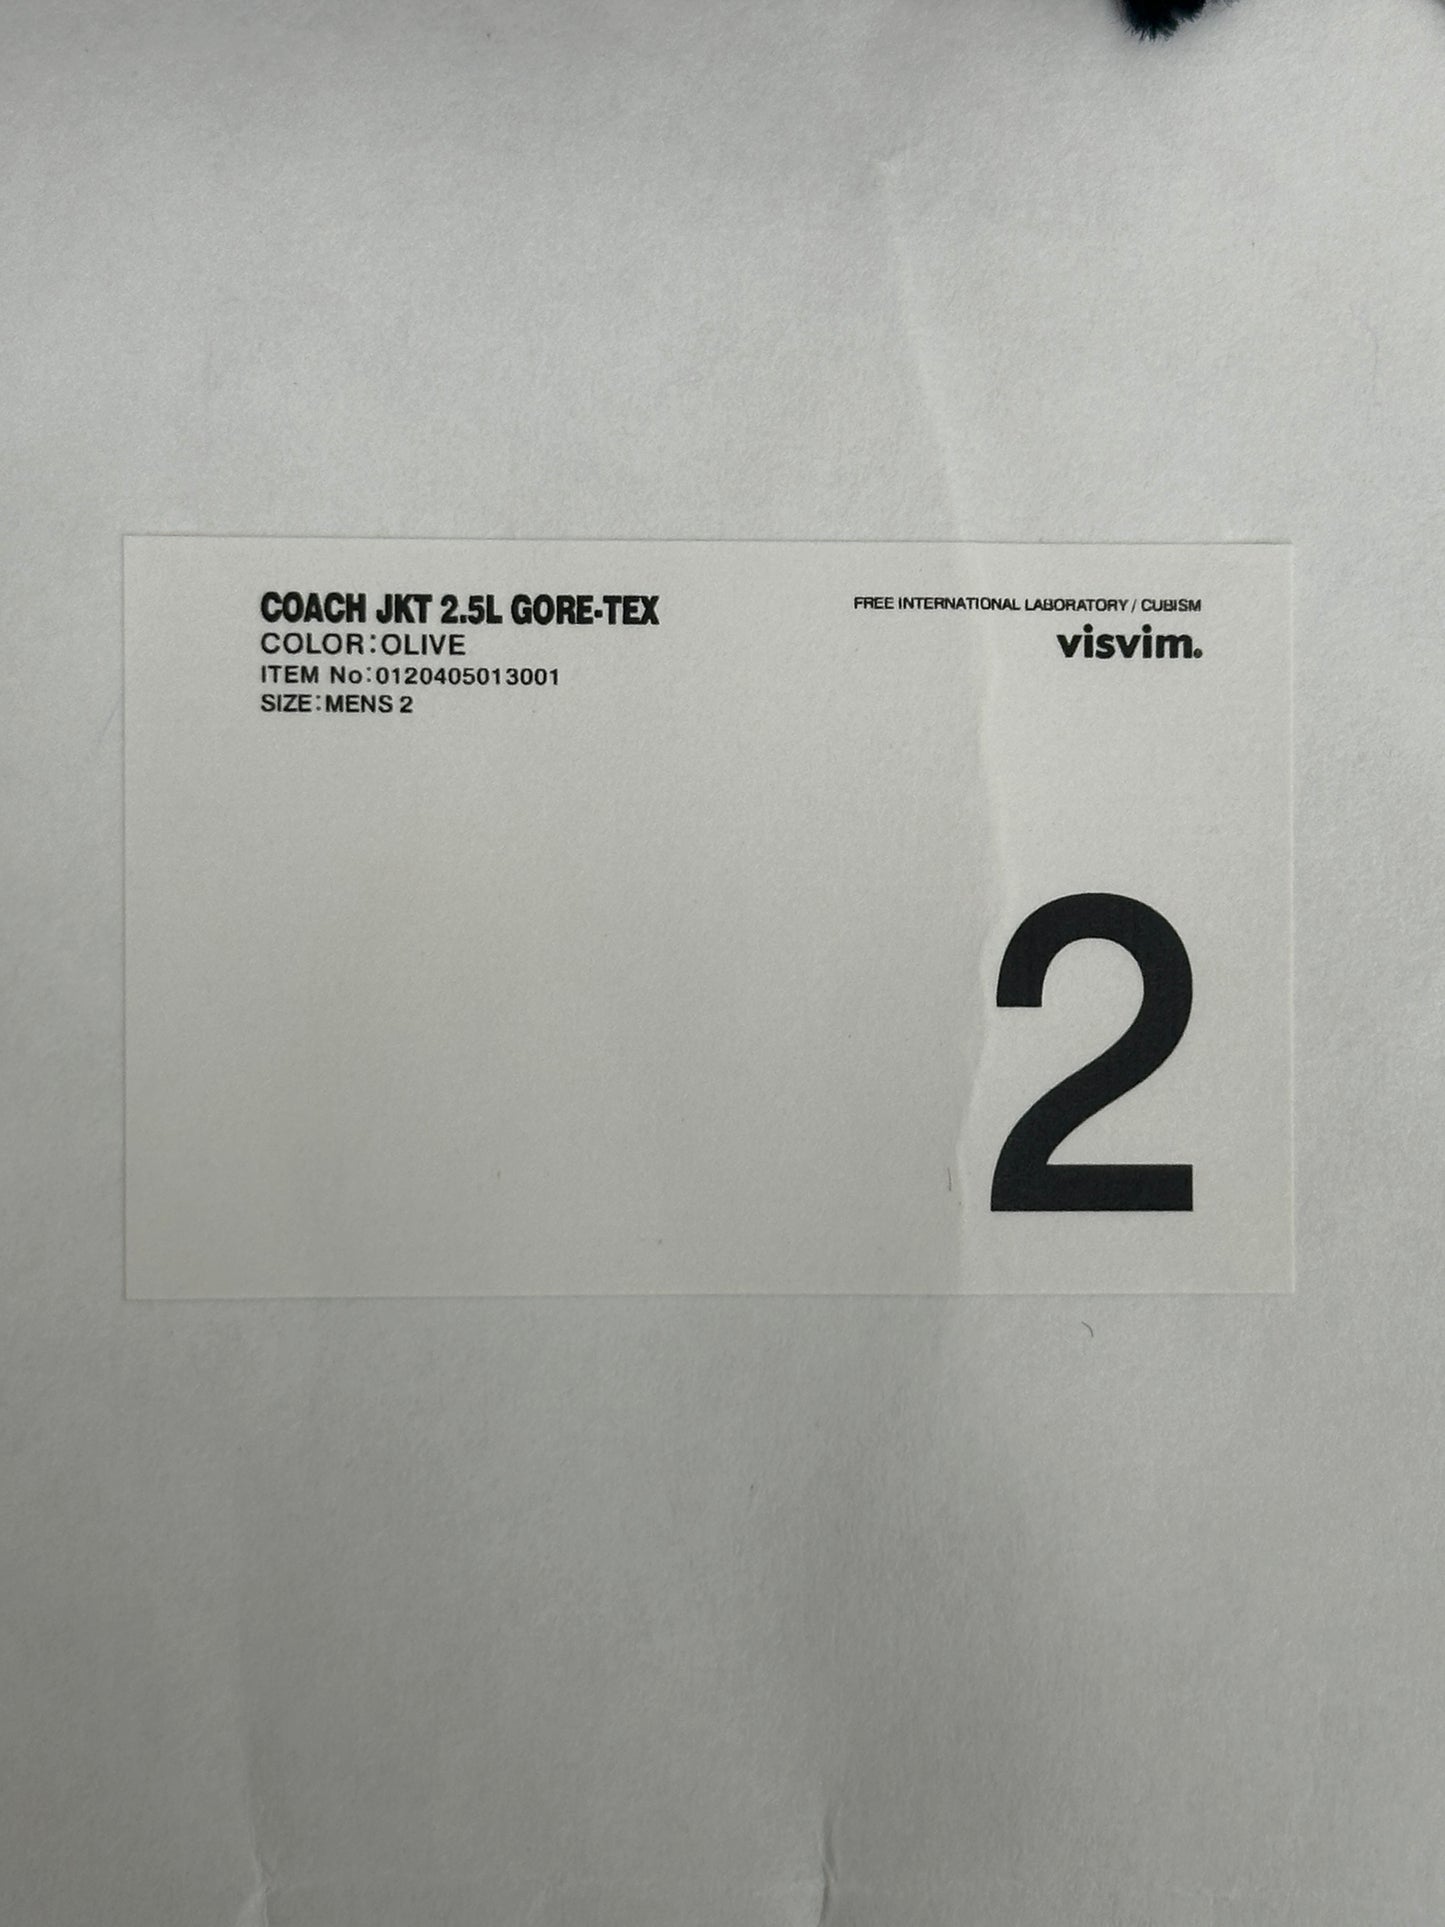 COACH JKT 2.5L GORE-TEX
COLOR:OLIVE
ITEM No:0120405013001
SIZE:MENS 2
FREE INTERNATIONAL LABORATORY / CUBISM
visvim.
2